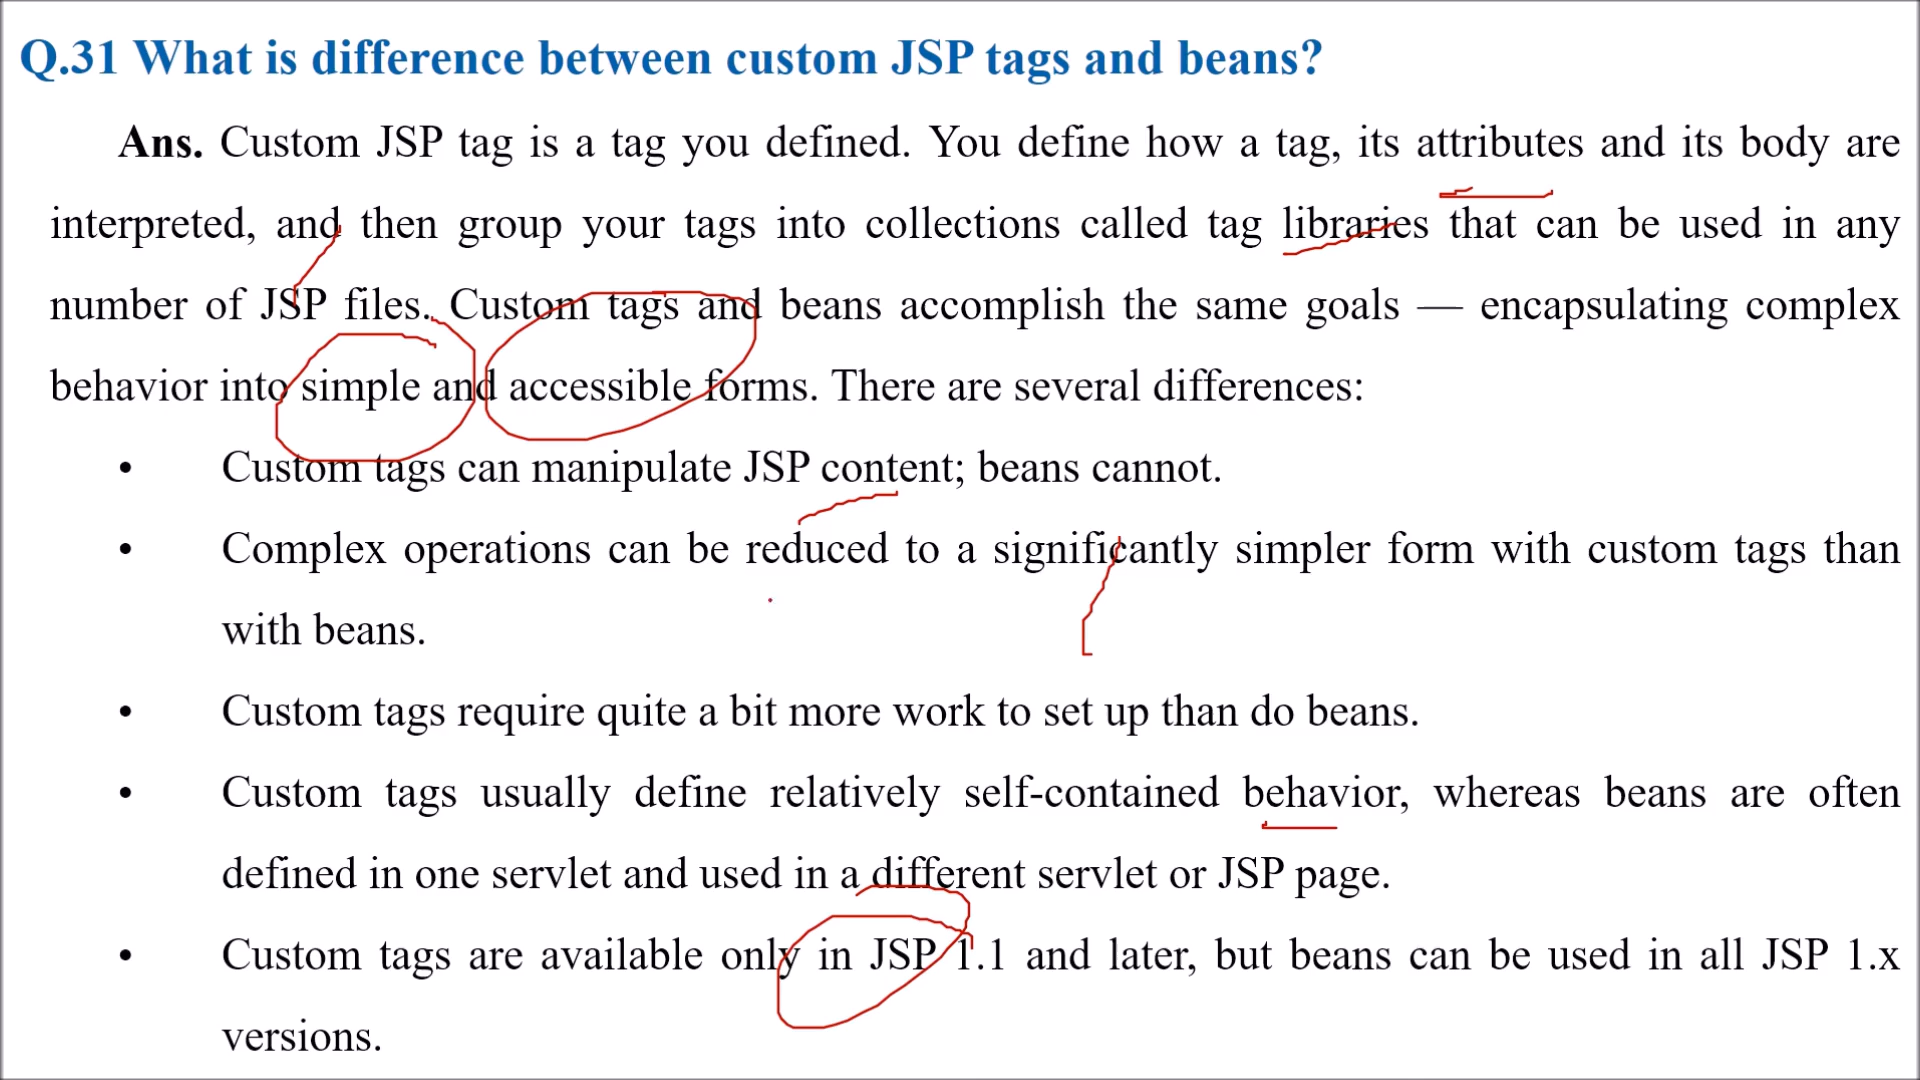 Q.31 What is difference between custom JSP tags and beans?
Ans. Custom JSP tag is a tag you defined. You define how a tag, its attributes and its body are
interpreted, and then group your tags into collections called tag libraries that can be used in any
number of JSP files. Custom tags and beans accomplish the same goals — encapsulating complex
behavior into simple and accessible forms. There are several differences:
• Custom tags can manipulate JSP content; beans cannot.
• Complex operations can be reduced to a significantly simpler form with custom tags than
with beans.
• Custom tags require quite a bit more work to set up than do beans.
• Custom tags usually define relatively self-contained behavior, whereas beans are often
defined in one servlet and used in a different servlet or JSP page.
• Custom tags are available only in JSP 1.1 and later, but beans can be used in all JSP 1.x
versions.